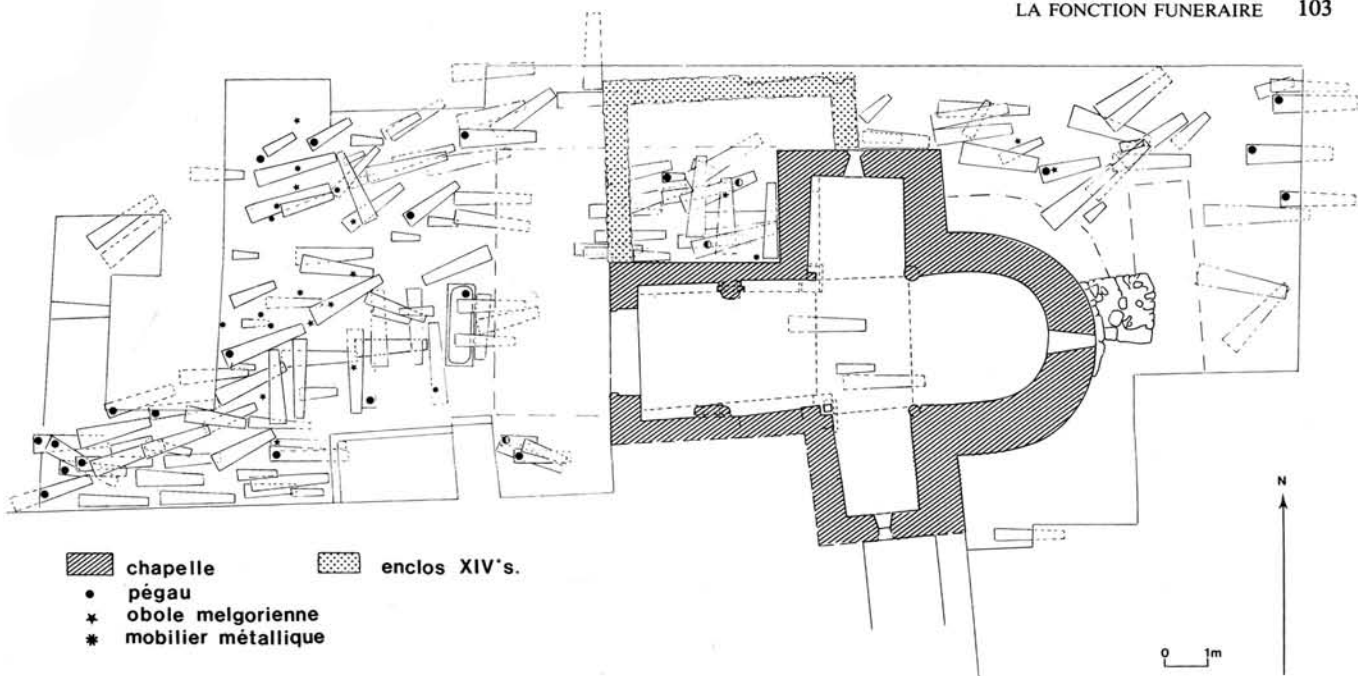 LA FONCTION FUNERAIRE 103
chapelle
enclos XIV°s.
pégau
obole melgorienne
mobilier métallique
N
0 1m